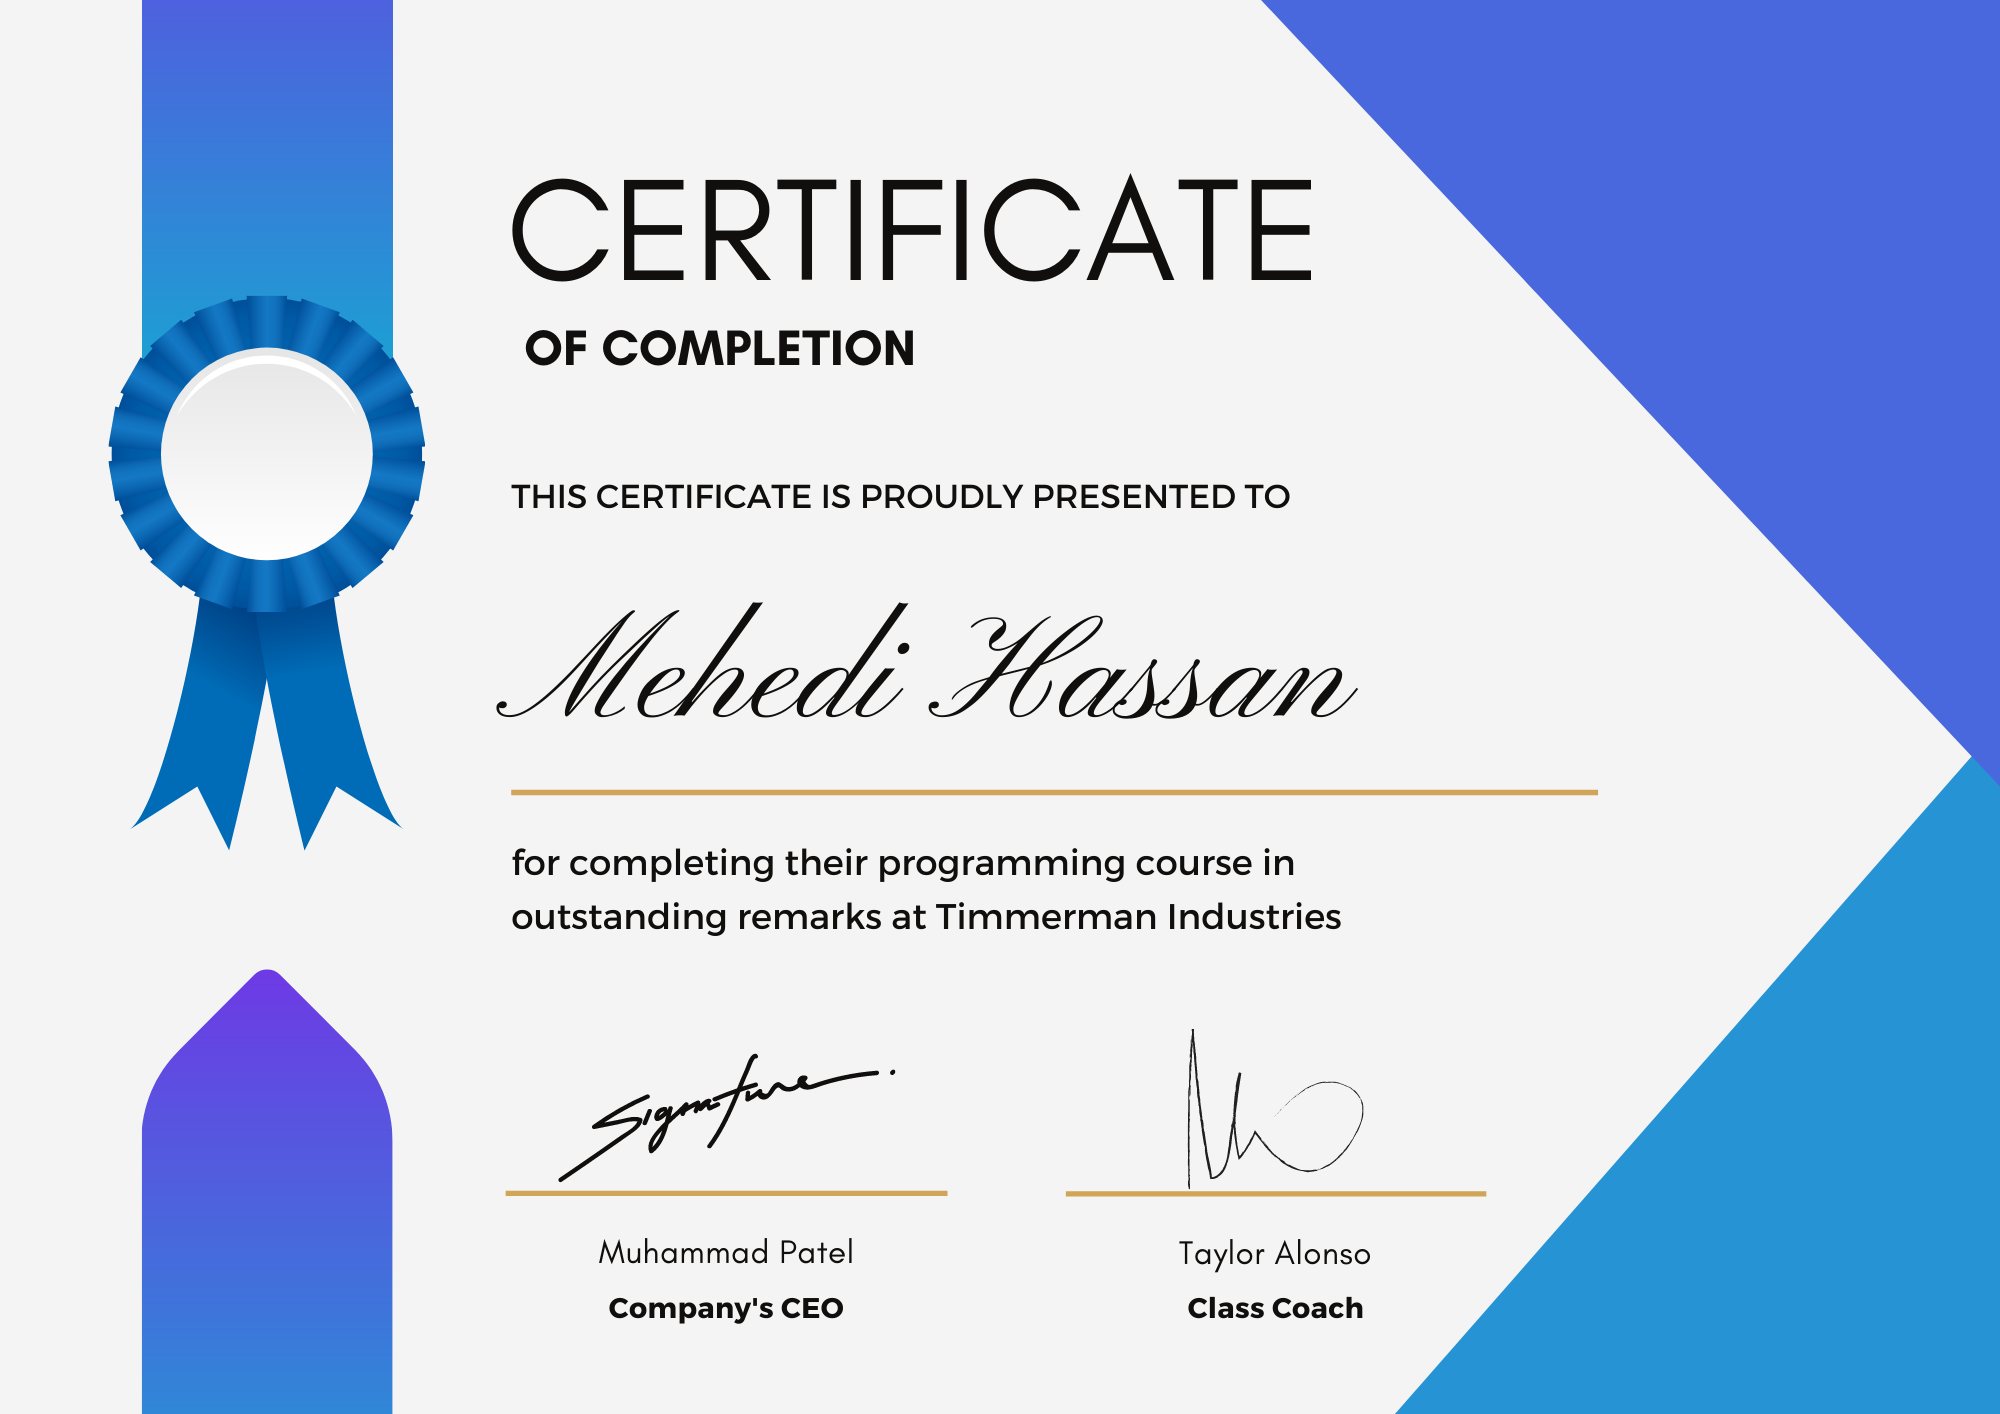 CERTIFICATE
OF COMPLETION
THIS CERTIFICATE IS PROUDLY PRESENTED TO
Mehedi Hassan
for completing their programming course in
outstanding remarks at Timmerman Industries
Signature
Muhammad Patel
Company's CEO
Taylor Alonso
Class Coach